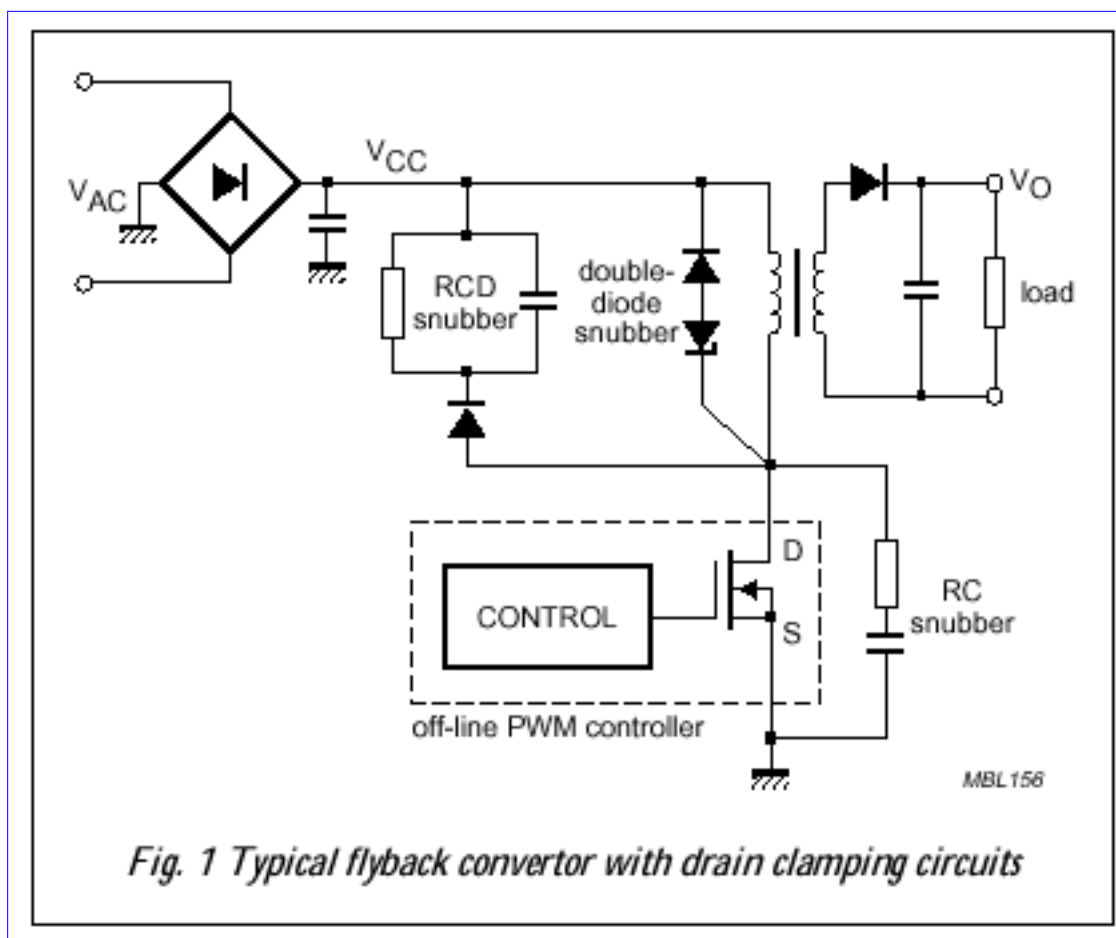 VCC
VAC
VO
RCD
snubber
double-
diode
snubber
load
D
CONTROL
S
RC
snubber
off-line PWM controller
MBL156
Fig. 1 Typical flyback convertor with drain clamping circuits